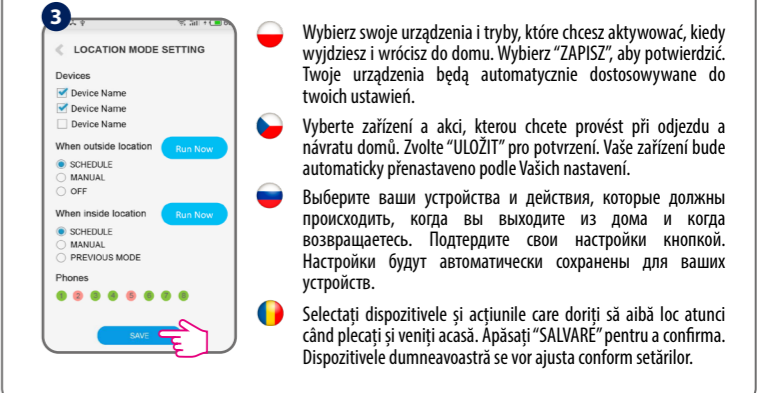 3
LOCATION MODE SETTING
Devices
Device Name
Device Name
Device Name
When outside location
Run Now
SCHEDULE
MANUAL
OFF
When inside location
Run Now
SCHEDULE
MANUAL
PREVIOUS MODE
Phones
1 2 3 4 5 6 7 8
SAVE
Wybierz swoje urządzenia i tryby, które chcesz aktywować, kiedy
wyjdziesz i wrócisz do domu. Wybierz “ZAPISZ”, aby potwierdzić.
Twoje urządzenia będą automatycznie dostosowywane do
twoich ustawień.
Vyberte zařízení a akci, kterou chcete provést při odjezdu a
návratu domů. Zvolte “ULOŽIT” pro potvrzení. Vaše zařízení bude
automaticky přenastaveno podle Vašich nastavení.
Выберите ваши устройства и действия, которые должны
происходить, когда вы выходите из дома и когда
возвращаетесь. Подтердите свои настройки кнопкой.
Настройки будут автоматически сохранены для ваших
устройств.
Selectați dispozitivele și acțiunile care doriți să aibă loc atunci
când plecați și veniți acasă. Apăsați “SALVARE” pentru a confirma.
Dispozitivele dumneavoastră se vor ajusta conform setărilor.